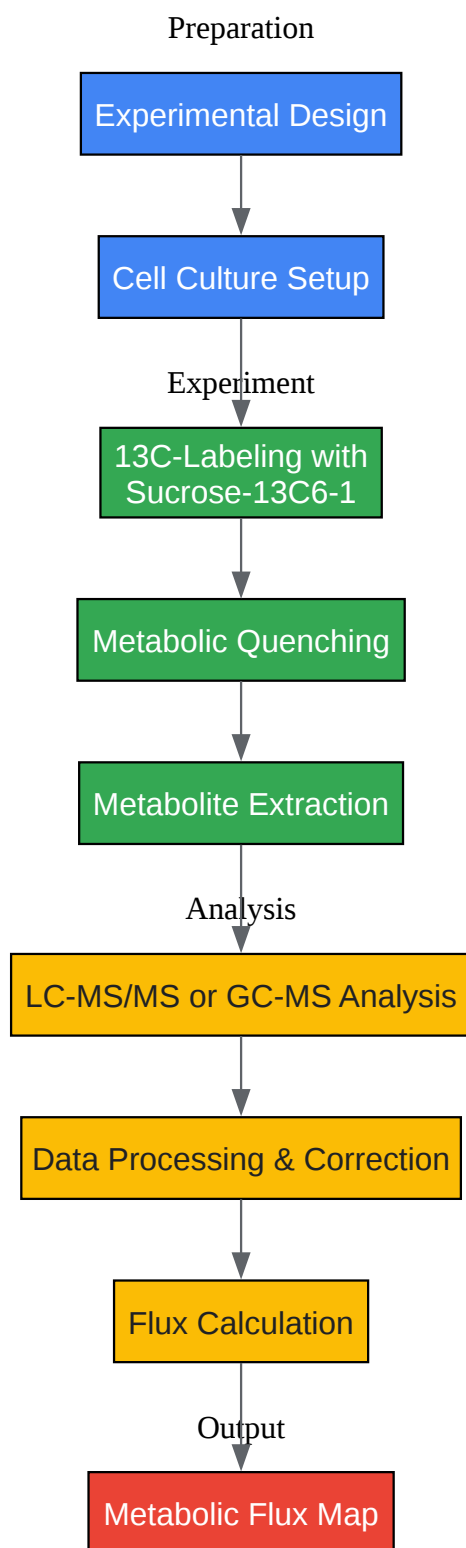 Preparation
Experimental Design
Cell Culture Setup
Experiment
13C-Labeling with
Sucrose-13C6-1
Metabolic Quenching
Metabolite Extraction
Analysis
LC-MS/MS or GC-MS Analysis
Data Processing & Correction
Flux Calculation
Output
Metabolic Flux Map